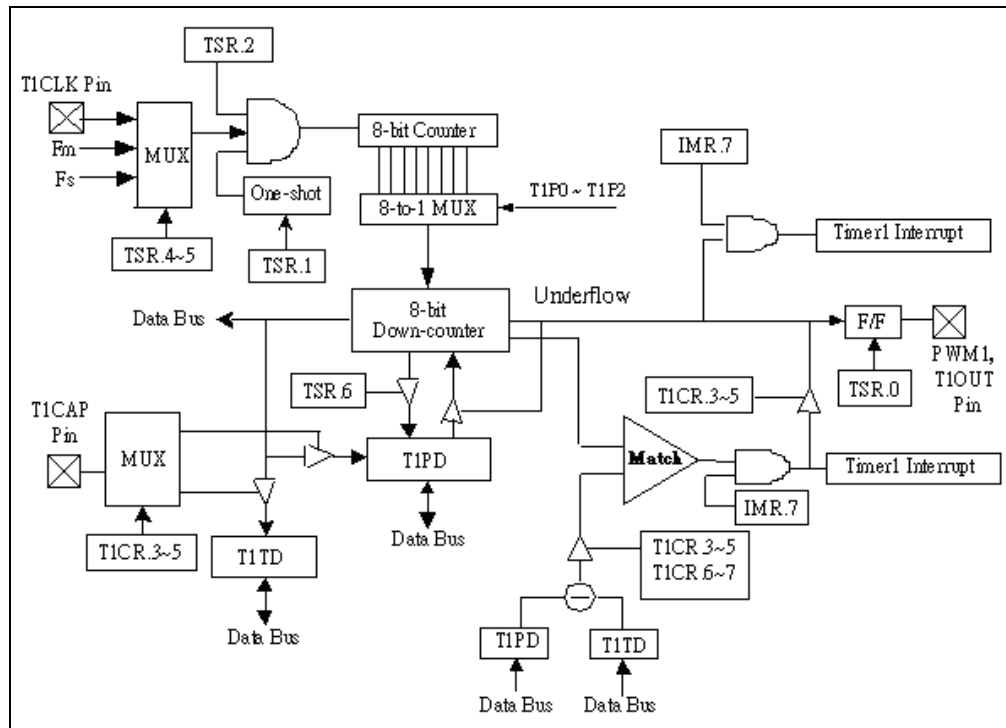 TSR.2
T1CLK Pin
Fm
Fs
MUX
8-bit Counter
IMR.7
One-shot
8-to-1 MUX
T1P0 ~ T1P2
TSR.4~5
TSR.1
Timer1 Interrupt
Data Bus
8-bit
Down-counter
Underflow
F/F
PWM1,
T1OUT
Pin
TSR.6
T1CR.3~5
TSR.0
T1CAP
Pin
MUX
T1PD
Match
Timer1 Interrupt
IMR.7
T1CR.3~5
T1TD
Data Bus
T1CR.3~5
T1CR.6~7
Data Bus
T1PD
T1TD
Data Bus
Data Bus